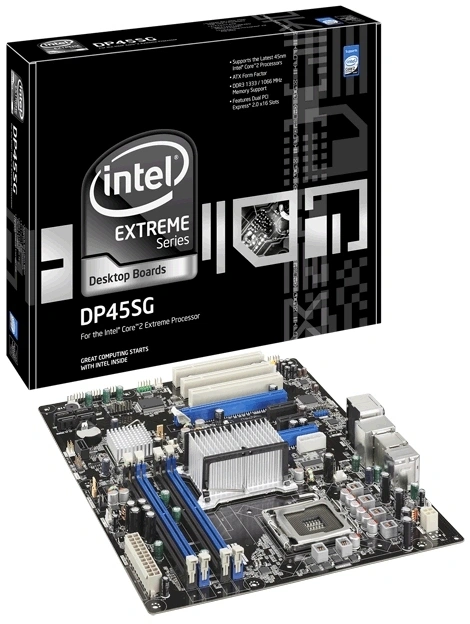 DP45SG
• Supports the Latest 45nm
Intel® Core™2 Processors
• ATX Form Factor
• DDR3 1333 / 1066 MHz
Memory Support
• Features Dual PCI
Express* 2.0 x16 Slots
intel
DP45SG
intel
EXTREME
Series
Desktop Boards
DP45SG
For the Intel® Core™2 Extreme Processor
GREAT COMPUTING STARTS
WITH INTEL INSIDE